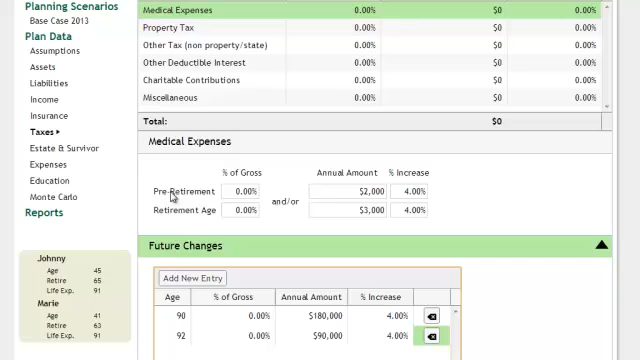 Planning Scenarios
Base Case 2013
Plan Data
Assumptions
Assets
Liabilities
Income
Insurance
Taxes
Estate & Survivor
Expenses
Education
Monte Carlo
Reports
Johnny
Age 45
Retire 65
Life Exp. 91
Marie
Age 41
Retire 63
Life Exp. 91
Medical Expenses 0.00% $0 0.00%
Property Tax 0.00% $0 0.00%
Other Tax (non property/state) 0.00% $0 0.00%
Other Deductible Interest 0.00% $0 0.00%
Charitable Contributions 0.00% $0 0.00%
Miscellaneous 0.00% $0 0.00%
Total: $0
Medical Expenses
% of Gross Annual Amount % Increase
Pre-Retirement 0.00% $2,000 4.00%
and/or
Retirement Age 0.00% $3,000 4.00%
Future Changes
Add New Entry
Age % of Gross Annual Amount % Increase
90 0.00% $180,000 4.00%
92 0.00% $90,000 4.00%